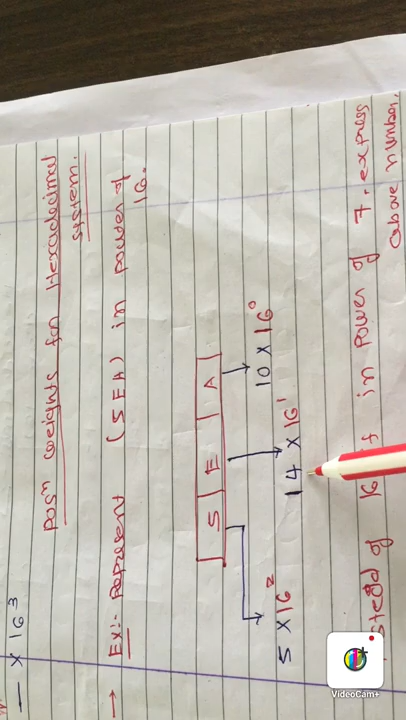 — × 16³
posⁿ weights for Hexadecimal
system.
→ Ex:- Represent (5EA) in power of
16.
5 E A
5 × 16² 14 × 16¹ 10 × 16⁰
stead of 16 if in power of 7, express
above number.
VideoCam+